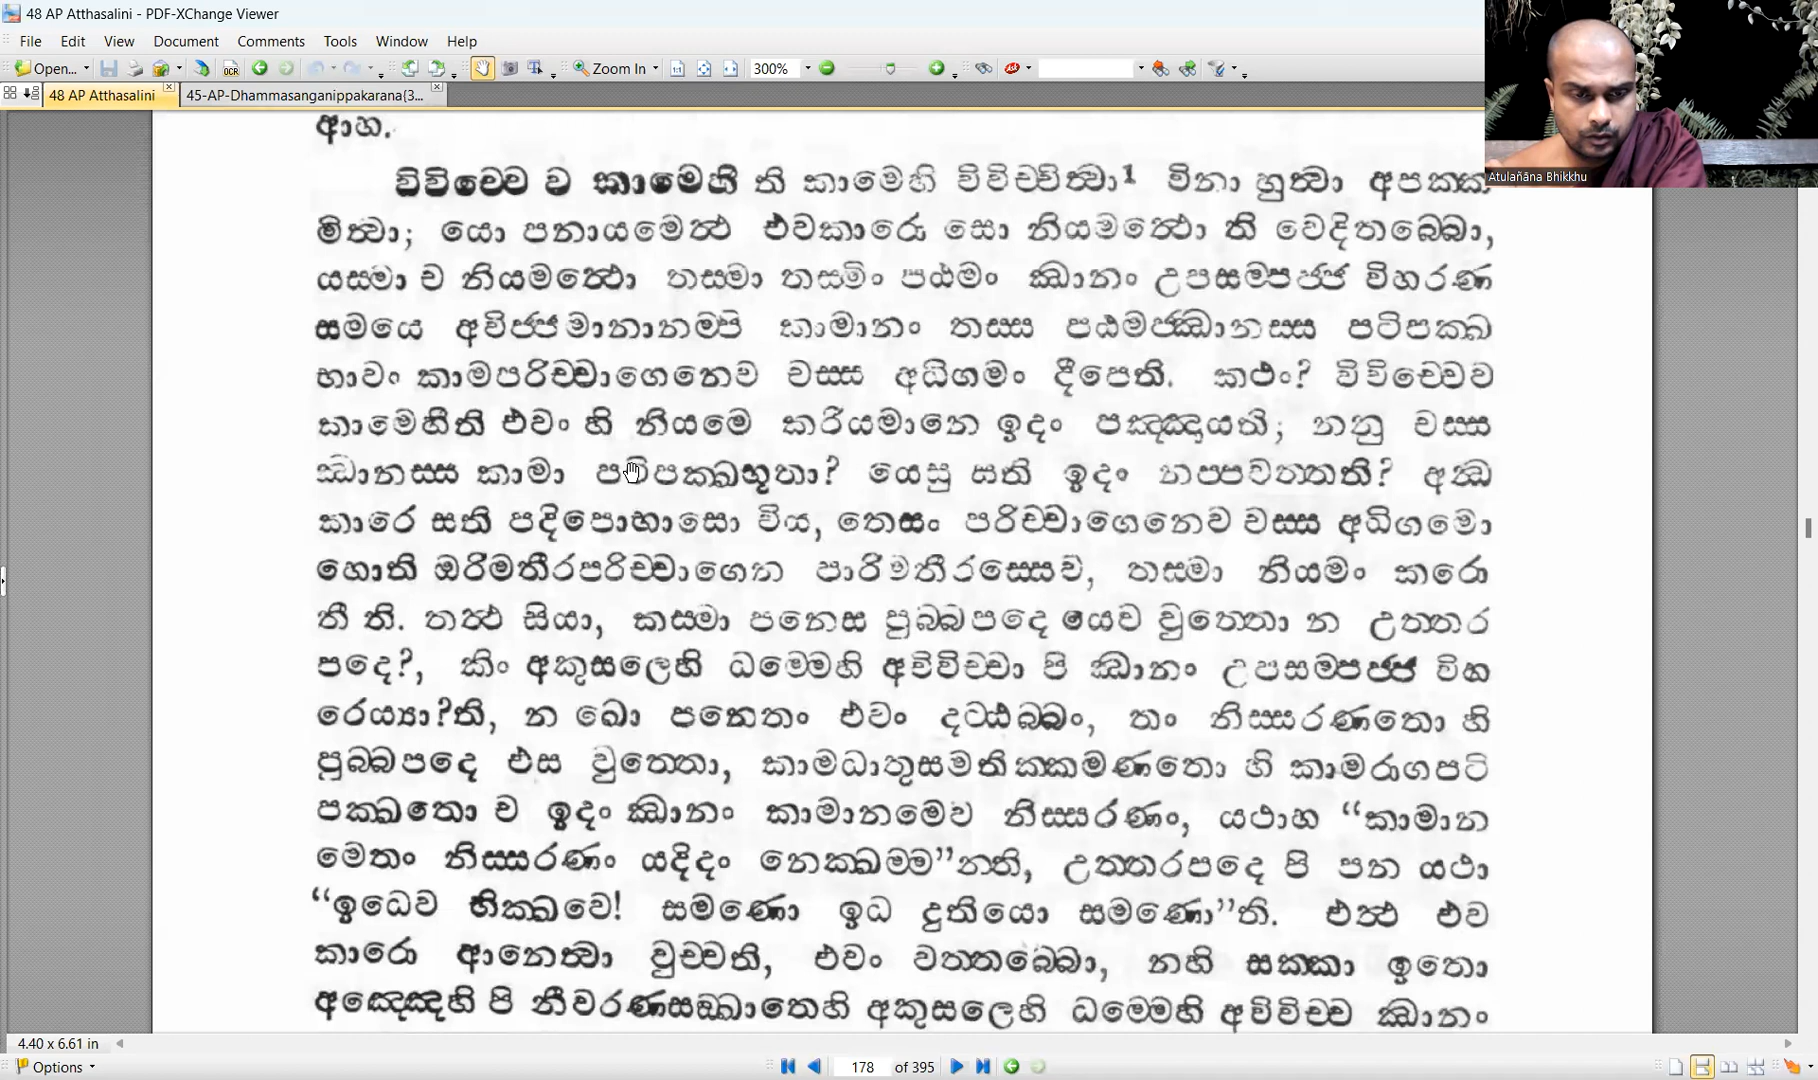 48 AP Atthasalini - PDF-XChange Viewer
File Edit View Document Comments Tools Window Help
Open... OCR Zoom In 300%
48 AP Atthasalini 45-AP-Dhammasanganippakarana{3...
Atulañāna Bhikkhu
ආහ.
විවිච්චෙ ව කාමෙහි ති කාමෙහි විවිච්චිත්වා1 විනා හුත්වා අපක්ක
මිත්වා; යො පනායමෙත්ථ එවකාරො සො නියමත්ථො ති වෙදිතබ්බො,
යස්මා ච නියමත්ථො තස්මා තස්මිං පඨමං ඣානං උපසම්පජ්ජ විහරණ
සමයෙ අවිජ්ජමානානම්පි කාමානං තස්ස පඨමජ්ඣානස්ස පටිපක්ඛ
භාවං කාමපරිච්චාගෙනෙව චස්ස අධිගමං දීපෙති. කථං? විවිච්චෙව
කාමෙහීති එවං හි නියමෙ කරියමානෙ ඉදං පඤ්ඤායති; නනු චස්ස
ඣානස්ස කාමා පටිපක්ඛභූතා? යෙසු සති ඉදං නප්පවත්තති? අන්ධ
කාරෙ සති පදිපොභාසො විය, තෙසං පරිච්චාගෙනෙව චස්ස අධිගමො
හොති ඔරිමතීරපරිච්චාගෙන පාරිමතීරස්සෙව, තස්මා නියමං කරො
තී ති. තත්ථ සියා, කස්මා පනෙස පුබ්බපදෙ යෙව වුත්තො න උත්තර
පදෙ?, කිං අකුසලෙහි ධම්මෙහි අවිවිච්චා පි ඣානං උපසම්පජ්ජ විහ
රෙය්‍යා?ති, න ඛො පනෙතං එවං දට්ඨබ්බං, තං නිස්සරණතො හි
පුබ්බපදෙ එස වුත්තො, කාමධාතුසමතික්කමණතො හි කාමරාගපටි
පක්ඛතො ච ඉදං ඣානං කාමානමෙව නිස්සරණං, යථාහ “කාමාන
මෙතං නිස්සරණං යදිදං නෙක්ඛම්ම”න්ති, උත්තරපදෙ පි පන යථා
“ඉධෙව භික්ඛවෙ! සමණො ඉධ දුතියො සමණො”ති. එත්ථ එව
කාරො ආනෙත්වා වුච්චති, එවං වත්තබ්බො, නහි සක්කා ඉතො
අඤ්ඤෙහි පි නීවරණසඞ්ඛාතෙහි අකුසලෙහි ධම්මෙහි අවිවිච්ච ඣානං
4.40 x 6.61 in
Options 178 of 395